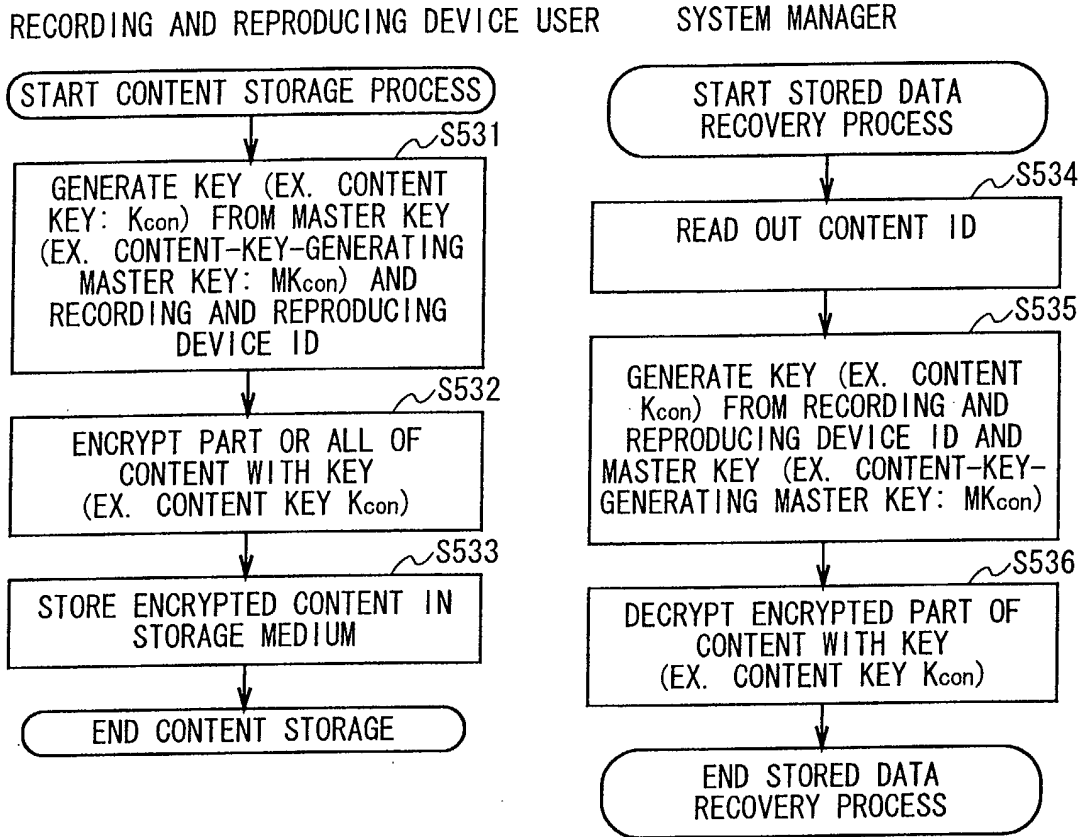 RECORDING AND REPRODUCING DEVICE USER
START CONTENT STORAGE PROCESS
S531
GENERATE KEY (EX. CONTENT
KEY: Kcon) FROM MASTER KEY
(EX. CONTENT-KEY-GENERATING
MASTER KEY: MKcon) AND
RECORDING AND REPRODUCING
DEVICE ID
S532
ENCRYPT PART OR ALL OF
CONTENT WITH KEY
(EX. CONTENT KEY Kcon)
S533
STORE ENCRYPTED CONTENT IN
STORAGE MEDIUM
END CONTENT STORAGE
SYSTEM MANAGER
START STORED DATA
RECOVERY PROCESS
S534
READ OUT CONTENT ID
S535
GENERATE KEY (EX. CONTENT
Kcon) FROM RECORDING AND
REPRODUCING DEVICE ID AND
MASTER KEY (EX. CONTENT-KEY-
GENERATING MASTER KEY: MKcon)
S536
DECRYPT ENCRYPTED PART OF
CONTENT WITH KEY
(EX. CONTENT KEY Kcon)
END STORED DATA
RECOVERY PROCESS